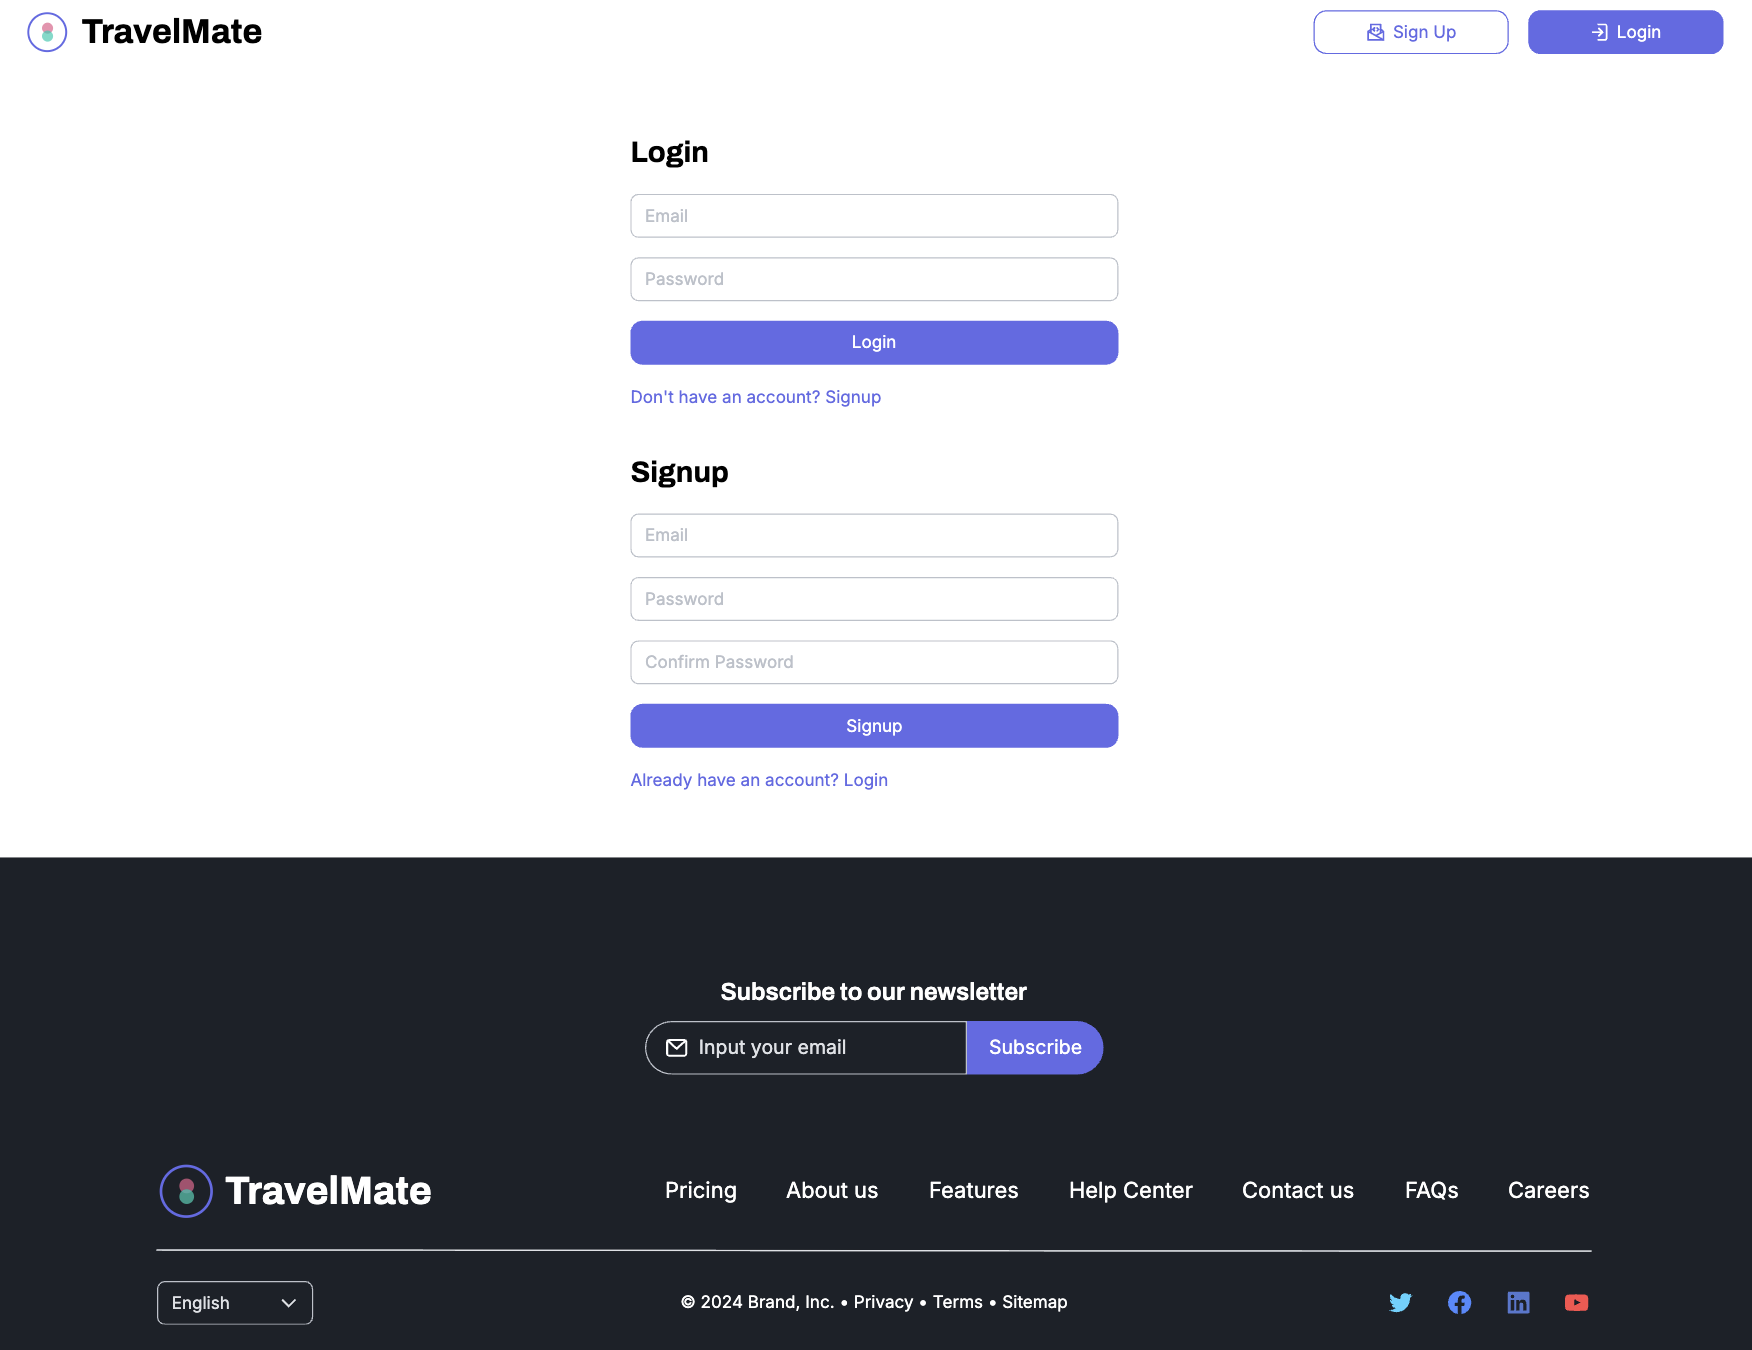 TravelMate
Sign Up
Login
Login
Email
Password
Login
Don't have an account? Signup
Signup
Email
Password
Confirm Password
Signup
Already have an account? Login
Subscribe to our newsletter
Input your email
Subscribe
TravelMate
Pricing
About us
Features
Help Center
Contact us
FAQs
Careers
English
© 2024 Brand, Inc. • Privacy • Terms • Sitemap